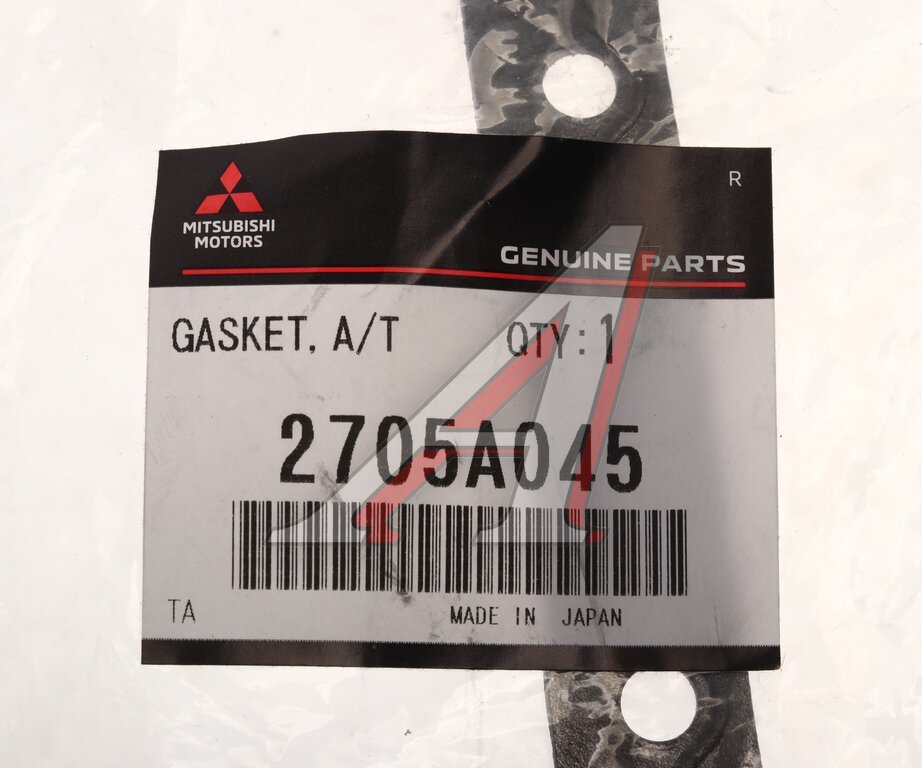 R
MITSUBISHI
MOTORS
GENUINE PARTS
GASKET, A/T QTY:1
2705A045
TA MADE IN JAPAN